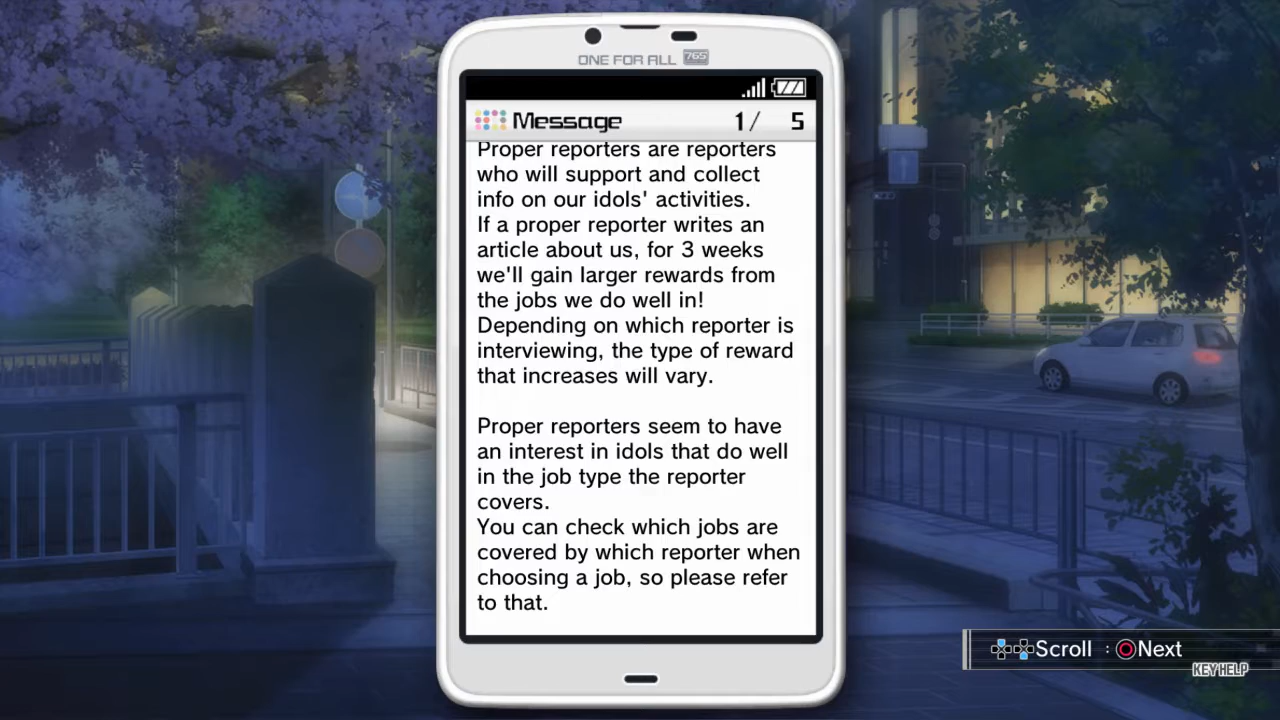 ONE FOR ALL 765
Message 1/ 5
Proper reporters are reporters
who will support and collect
info on our idols' activities.
If a proper reporter writes an
article about us, for 3 weeks
we'll gain larger rewards from
the jobs we do well in!
Depending on which reporter is
interviewing, the type of reward
that increases will vary.
Proper reporters seem to have
an interest in idols that do well
in the job type the reporter
covers.
You can check which jobs are
covered by which reporter when
choosing a job, so please refer
to that.
Scroll : Next
KEY HELP